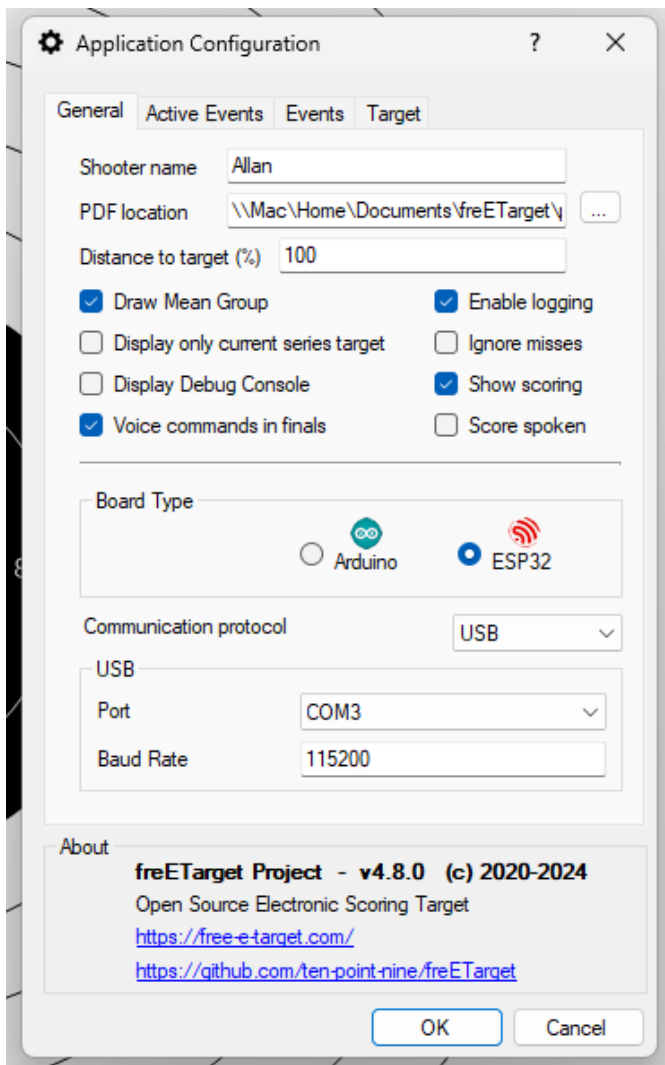 Application Configuration ? ×
General Active Events Events Target
Shooter name Allan
PDF location \\Mac\Home\Documents\freETarget\ ...
Distance to target (%) 100
Draw Mean Group Enable logging
Display only current series target Ignore misses
Display Debug Console Show scoring
Voice commands in finals Score spoken
Board Type
Arduino ESP32
Communication protocol USB
USB
Port COM3
Baud Rate 115200
About
freETarget Project - v4.8.0 (c) 2020-2024
Open Source Electronic Scoring Target
https://free-e-target.com/
https://github.com/ten-point-nine/freETarget
OK Cancel